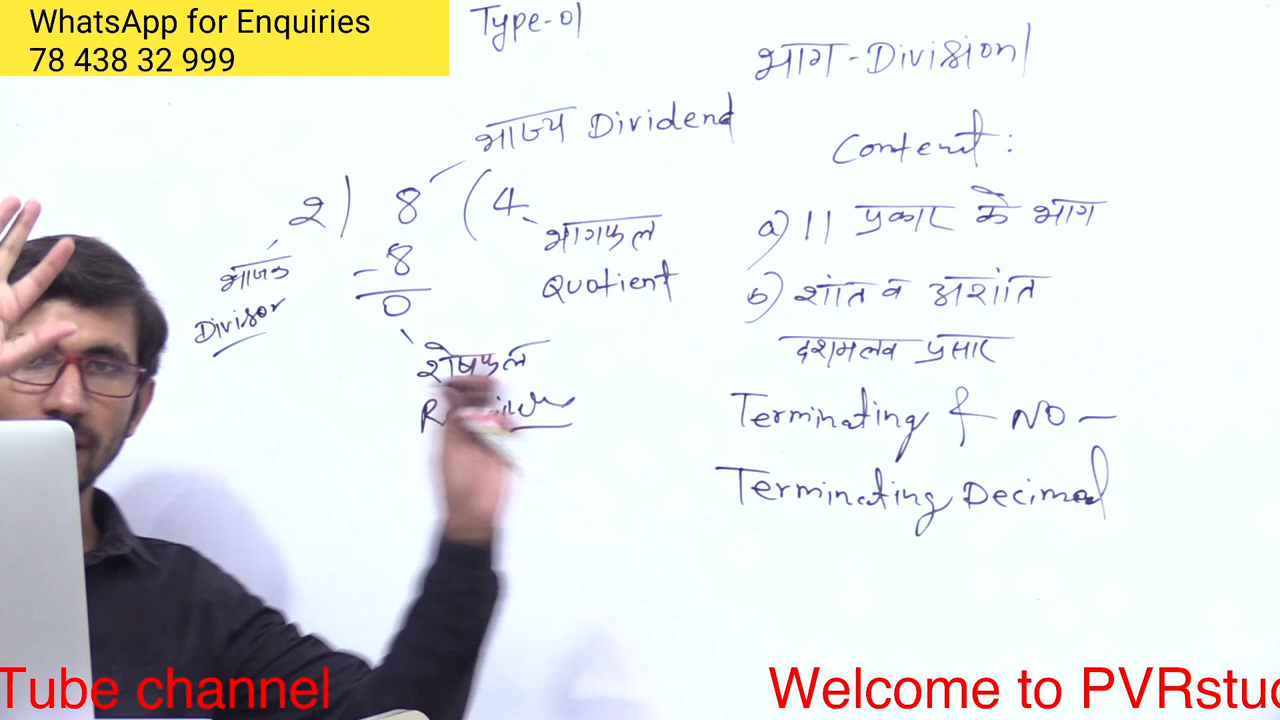 WhatsApp for Enquiries
78 438 32 999
Type-01
भाग - Division
भाज्य Dividend
Content :
2) 8 (4
भागफल
Quotient
भाजक
Divisor
- 8
0
शेषफल
a) 11 प्रकार के भाग
b) शांत व अशांत
दशमलव प्रसार
Terminating & NO -
Terminating Decimal
Tube channel
Welcome to PVRstu